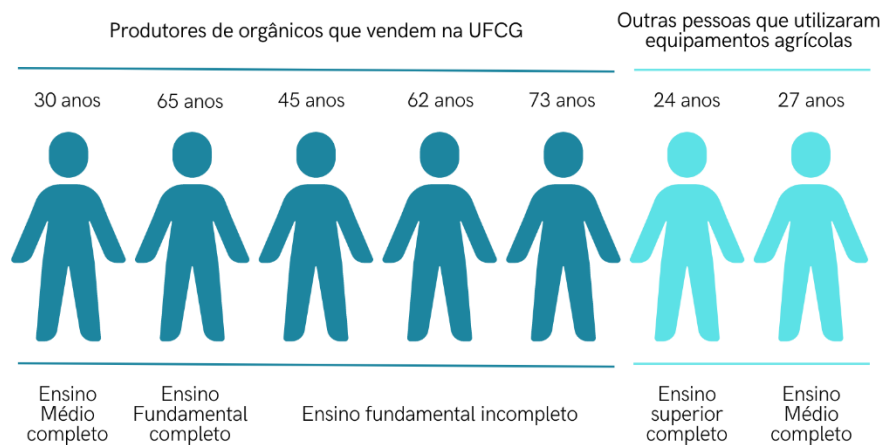 Produtores de orgânicos que vendem na UFCG
Outras pessoas que utilizaram
equipamentos agrícolas
30 anos
65 anos
45 anos
62 anos
73 anos
24 anos
27 anos
Ensino
Médio
completo
Ensino
Fundamental
completo
Ensino fundamental incompleto
Ensino
superior
completo
Ensino
Médio
completo